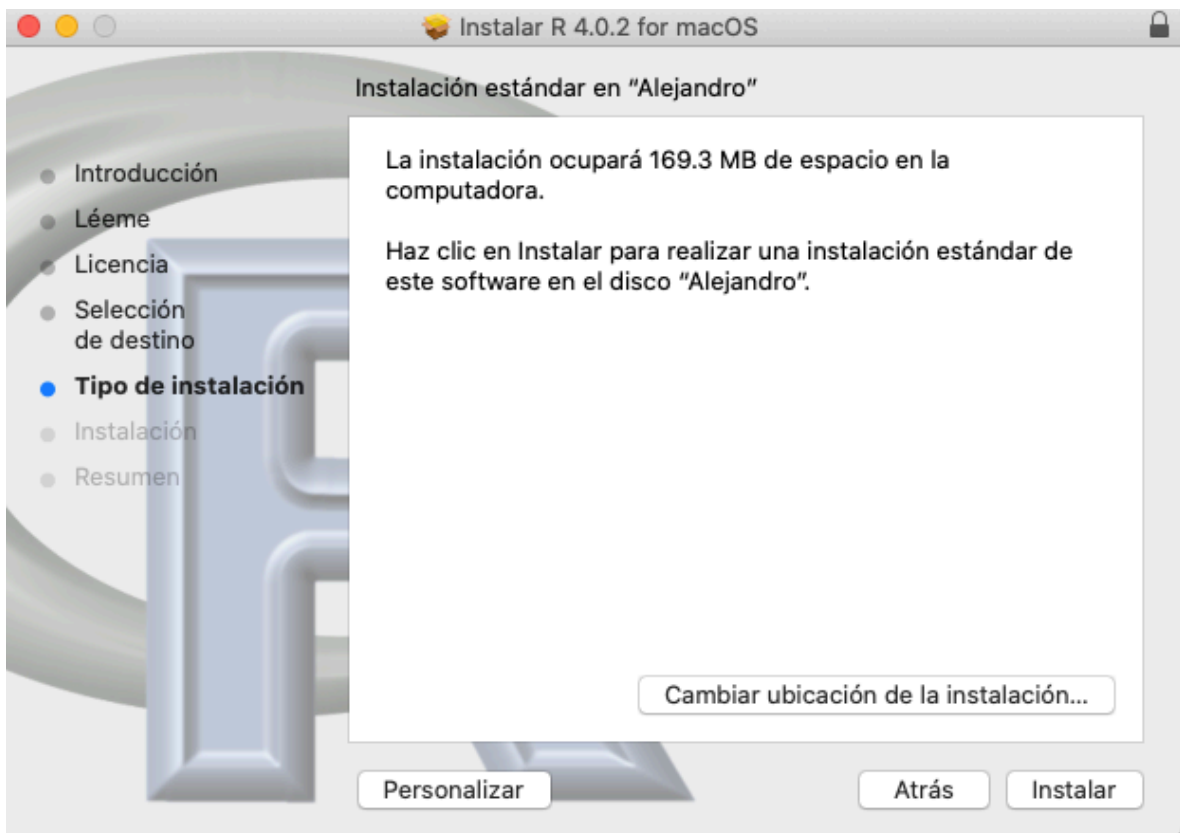 Instalar R 4.0.2 for macOS
Instalación estándar en “Alejandro”
Introducción
Léeme
Licencia
Selección
de destino
Tipo de instalación
Instalación
Resumen
La instalación ocupará 169.3 MB de espacio en la
computadora.
Haz clic en Instalar para realizar una instalación estándar de
este software en el disco “Alejandro”.
Cambiar ubicación de la instalación...
Personalizar
Atrás
Instalar